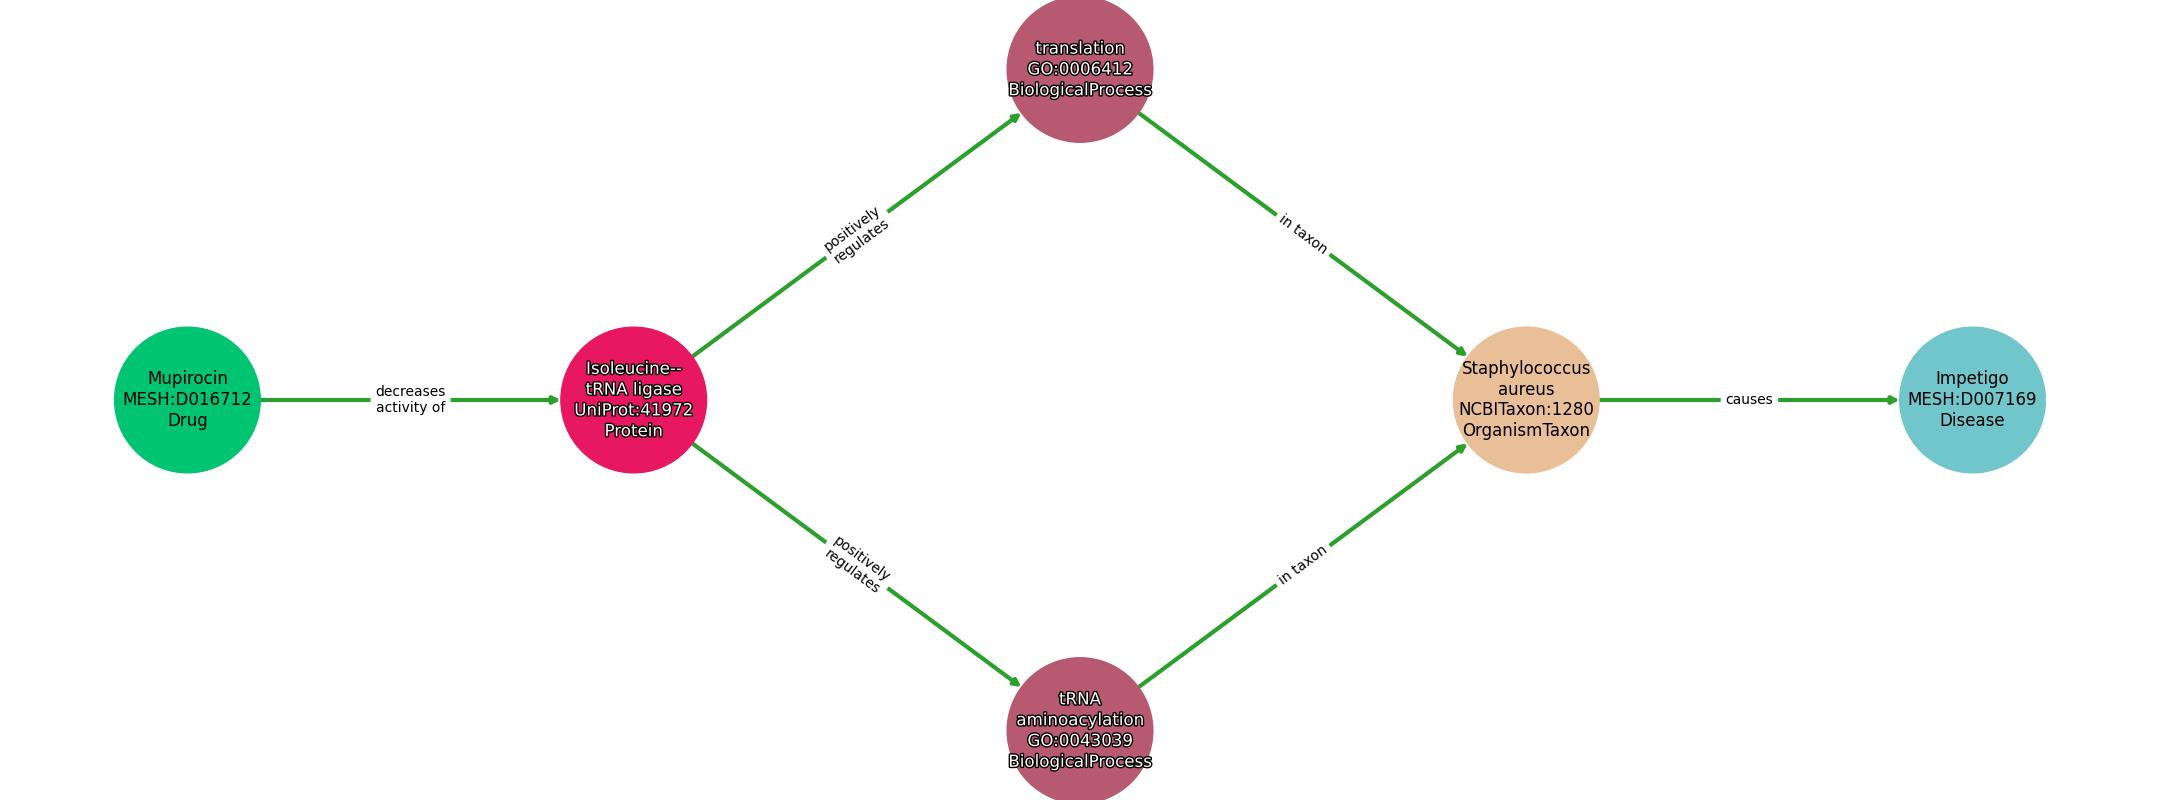 translation
GO:0006412
BiologicalProcess
positively
regulates
in taxon
Mupirocin
MESH:D016712
Drug
decreases
activity of
Isoleucine--
tRNA ligase
UniProt:41972
Protein
Staphylococcus
aureus
NCBITaxon:1280
OrganismTaxon
causes
Impetigo
MESH:D007169
Disease
positively
regulates
in taxon
tRNA
aminoacylation
GO:0043039
BiologicalProcess